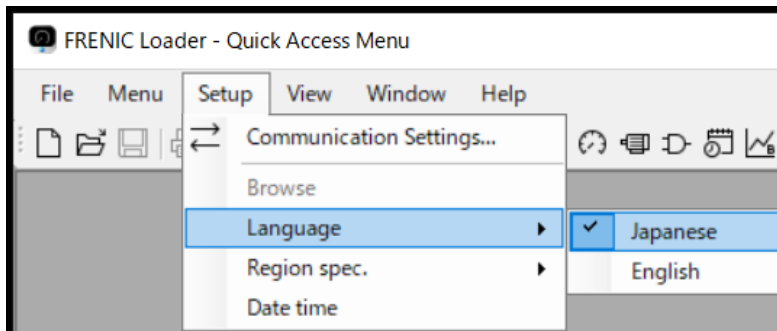 FRENIC Loader - Quick Access Menu
File Menu Setup View Window Help
Communication Settings...
Browse
Language
Japanese
Region spec.
English
Date time